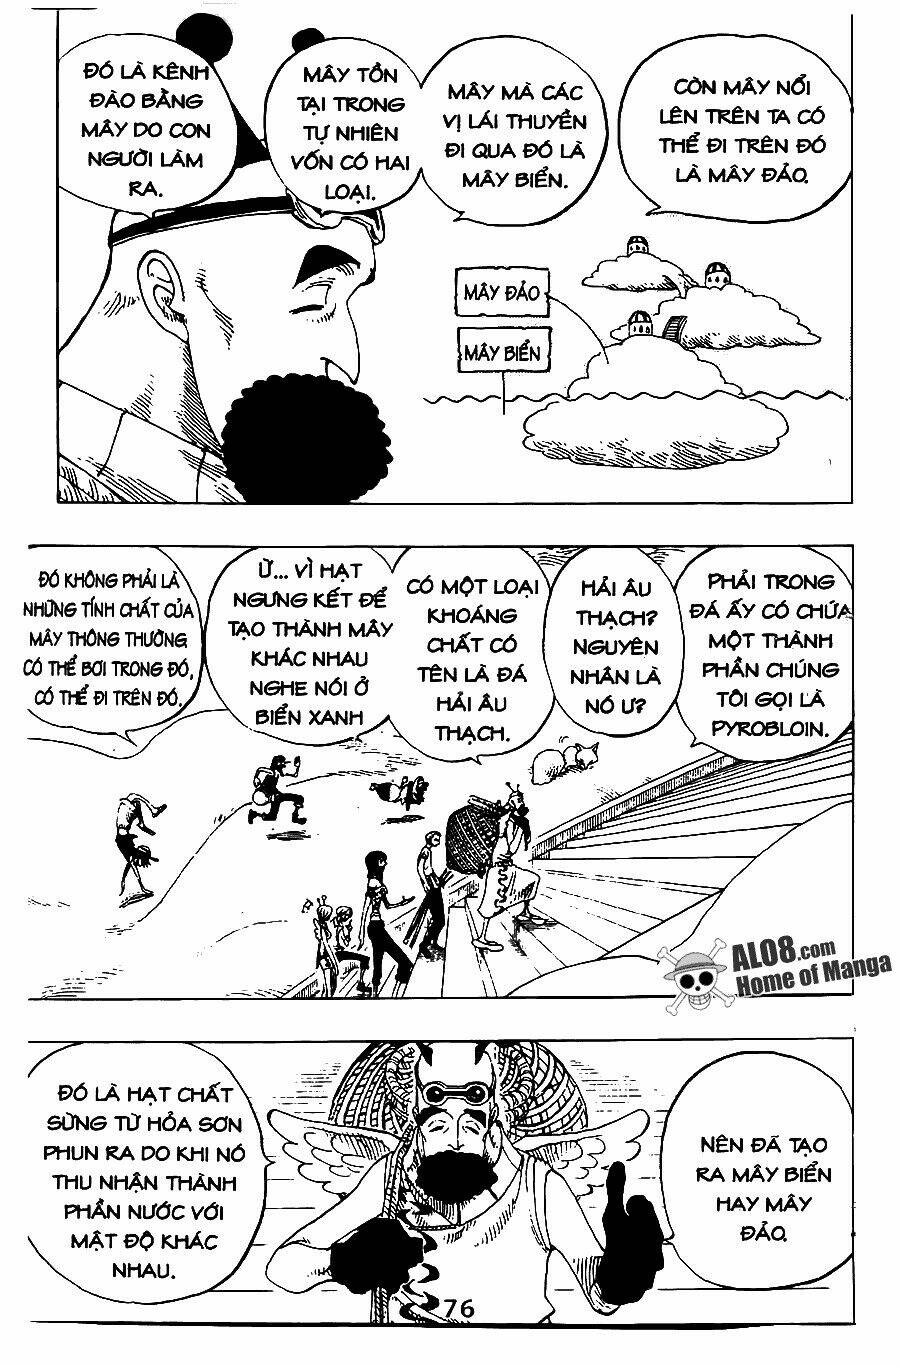 ĐÓ LÀ KÊNH
ĐÀO BẰNG
MÂY DO CON
NGƯỜI LÀM
RA.
MÂY TỒN
TẠI TRONG
TỰ NHIÊN
VỐN CÓ HAI
LOẠI.
MÂY MÀ CÁC
VỊ LÁI THUYỀN
ĐI QUA ĐÓ LÀ
MÂY BIỂN.
CÒN MÂY NỔI
LÊN TRÊN TA CÓ
THỂ ĐI TRÊN ĐÓ
LÀ MÂY ĐẢO.
MÂY ĐẢO
MÂY BIỂN
ĐÓ KHÔNG PHẢI LÀ
NHỮNG TÍNH CHẤT CỦA
MÂY THÔNG THƯỜNG
CÓ THỂ BƠI TRONG ĐÓ,
CÓ THỂ ĐI TRÊN ĐÓ.
Ừ... VÌ HẠT
NGƯNG KẾT ĐỂ
TẠO THÀNH MÂY
KHÁC NHAU
NGHE NÓI Ở
BIỂN XANH
CÓ MỘT LOẠI
KHOÁNG
CHẤT CÓ
TÊN LÀ ĐÁ
HẢI ÂU
THẠCH.
HẢI ÂU
THẠCH?
NGUYÊN
NHÂN LÀ
NÓ Ư?
PHẢI TRONG
ĐÁ ẤY CÓ CHỨA
MỘT THÀNH
PHẦN CHÚNG
TÔI GỌI LÀ
PYROBLOIN.
AL08.com
Home of Manga
ĐÓ LÀ HẠT CHẤT
SỪNG TỪ HỎA SƠN
PHUN RA DO KHI NÓ
THU NHẬN THÀNH
PHẦN NƯỚC VỚI
MẬT ĐỘ KHÁC
NHAU.
NÊN ĐÃ TẠO
RA MÂY BIỂN
HAY MÂY
ĐẢO.
76